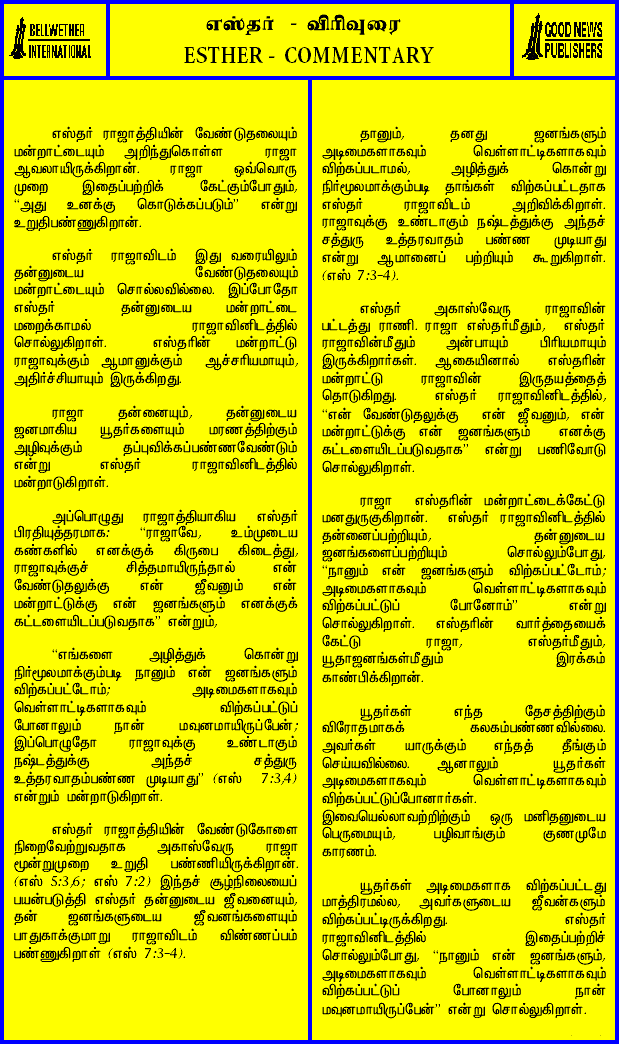 BELLWETHER
INTERNATIONAL
எஸ்தர் - விரிவுரை
ESTHER - COMMENTARY
GOOD NEWS
PUBLISHERS
எஸ்தர் ராஜாத்தியின் வேண்டுதலையும்
மன்றாட்டையும் அறிந்துகொள்ள ராஜா
ஆவலாயிருக்கிறான். ராஜா ஒவ்வொரு
முறை இதைப்பற்றிக் கேட்கும்போதும்,
“அது உனக்கு கொடுக்கப்படும்” என்று
உறுதிபண்ணுகிறான்.
எஸ்தர் ராஜாவிடம் இது வரையிலும்
தன்னுடைய வேண்டுதலையும்
மன்றாட்டையும் சொல்லவில்லை. இப்போதோ
எஸ்தர் தன்னுடைய மன்றாட்டை
மறைக்காமல் ராஜாவினிடத்தில்
சொல்லுகிறாள். எஸ்தரின் மன்றாட்டு
ராஜாவுக்கும் ஆமானுக்கும் ஆச்சரியமாயும்,
அதிர்ச்சியாயும் இருக்கிறது.
ராஜா தன்னையும், தன்னுடைய
ஜனமாகிய யூதர்களையும் மரணத்திற்கும்
அழிவுக்கும் தப்புவிக்கப்பண்ணவேண்டும்
என்று எஸ்தர் ராஜாவினிடத்தில்
மன்றாடுகிறாள்.
அப்பொழுது ராஜாத்தியாகிய எஸ்தர்
பிரதியுத்தரமாக: “ராஜாவே, உம்முடைய
கண்களில் எனக்குக் கிருபை கிடைத்து,
ராஜாவுக்குச் சித்தமாயிருந்தால் என்
வேண்டுதலுக்கு என் ஜீவனும் என்
மன்றாட்டுக்கு என் ஜனங்களும் எனக்குக்
கட்டளையிடப்படுவதாக” என்றும்,
“எங்களை அழித்துக் கொன்று
நிர்மூலமாக்கும்படி நானும் என் ஜனங்களும்
விற்கப்பட்டோம்; அடிமைகளாகவும்
வெள்ளாட்டிகளாகவும் விற்கப்பட்டுப்
போனாலும் நான் மவுனமாயிருப்பேன்;
இப்பொழுதோ ராஜாவுக்கு உண்டாகும்
நஷ்டத்துக்கு அந்தச் சத்துரு
உத்தரவாதம்பண்ண முடியாது” (எஸ் 7:3,4)
என்றும் மன்றாடுகிறாள்.
எஸ்தர் ராஜாத்தியின் வேண்டுகோளை
நிறைவேற்றுவதாக அகாஸ்வேரு ராஜா
மூன்றுமுறை உறுதி பண்ணியிருக்கிறான்.
(எஸ் 5:3,6; எஸ் 7:2) இந்தச் சூழ்நிலையைப்
பயன்படுத்தி எஸ்தர் தன்னுடைய ஜீவனையும்,
தன் ஜனங்களுடைய ஜீவனங்களையும்
பாதுகாக்குமாறு ராஜாவிடம் விண்ணப்பம்
பண்ணுகிறாள் (எஸ் 7:3-4).
தானும், தனது ஜனங்களும்
அடிமைகளாகவும் வெள்ளாட்டிகளாகவும்
விற்கப்படாமல், அழித்துக் கொன்று
நிர்மூலமாக்கும்படி தாங்கள் விற்கப்பட்டதாக
எஸ்தர் ராஜாவிடம் அறிவிக்கிறாள்.
ராஜாவுக்கு உண்டாகும் நஷ்டத்துக்கு அந்தச்
சத்துரு உத்தரவாதம் பண்ண முடியாது
என்று ஆமானைப் பற்றியும் கூறுகிறாள்.
(எஸ் 7:3-4).
எஸ்தர் அகாஸ்வேரு ராஜாவின்
பட்டத்து ராணி. ராஜா எஸ்தர்மீதும், எஸ்தர்
ராஜாவின்மீதும் அன்பாயும் பிரியமாயும்
இருக்கிறார்கள். ஆகையினால் எஸ்தரின்
மன்றாட்டு ராஜாவின் இருதயத்தைத்
தொடுகிறது. எஸ்தர் ராஜாவினிடத்தில்,
“என் வேண்டுதலுக்கு என் ஜீவனும், என்
மன்றாட்டுக்கு என் ஜனங்களும் எனக்கு
கட்டளையிடப்படுவதாக” என்று பணிவோடு
சொல்லுகிறாள்.
ராஜா எஸ்தரின் மன்றாட்டைக்கேட்டு
மனதுருகுகிறான். எஸ்தர் ராஜாவினிடத்தில்
தன்னைப்பற்றியும், தன்னுடைய
ஜனங்களைப்பற்றியும் சொல்லும்போது,
“நானும் என் ஜனங்களும் விற்கப்பட்டோம்;
அடிமைகளாகவும் வெள்ளாட்டிகளாகவும்
விற்கப்பட்டுப் போனோம்” என்று
சொல்லுகிறாள். எஸ்தரின் வார்த்தையைக்
கேட்டு ராஜா, எஸ்தர்மீதும்,
யூதாஜனங்கள்மீதும் இரக்கம்
காண்பிக்கிறான்.
யூதர்கள் எந்த தேசத்திற்கும்
விரோதமாகக் கலகம்பண்ணவில்லை.
அவர்கள் யாருக்கும் எந்தத் தீங்கும்
செய்யவில்லை. ஆனாலும் யூதர்கள்
அடிமைகளாகவும் வெள்ளாட்டிகளாகவும்
விற்கப்பட்டுப்போனார்கள்.
இவையெல்லாவற்றிற்கும் ஒரு மனிதனுடைய
பெருமையும், பழிவாங்கும் குணமுமே
காரணம்.
யூதர்கள் அடிமைகளாக விற்கப்பட்டது
மாத்திரமல்ல, அவர்களுடைய ஜீவன்களும்
விற்கப்பட்டிருக்கிறது. எஸ்தர்
ராஜாவினிடத்தில் இதைப்பற்றிச்
சொல்லும்போது, “நானும் என் ஜனங்களும்,
அடிமைகளாகவும் வெள்ளாட்டிகளாகவும்
விற்கப்பட்டுப் போனாலும் நான்
மவுனமாயிருப்பேன்” என்று சொல்லுகிறாள்.